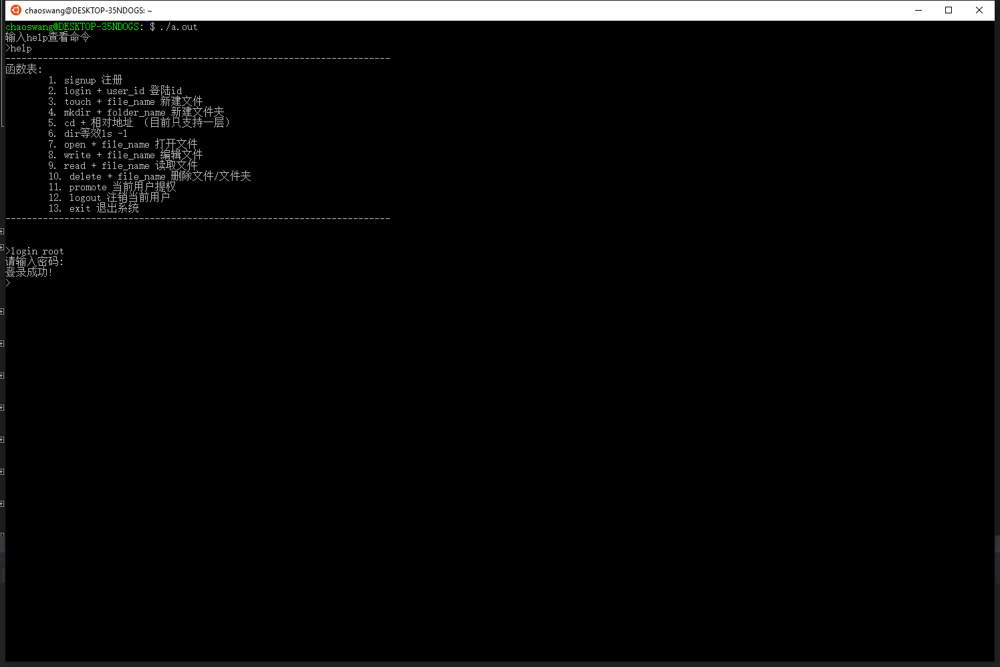 chaoswang@DESKTOP-35NDOGS: ~
chaoswang@DESKTOP-35NDOGS:~$ ./a.out
输入help查看命令
>help
------------------------------------------------------------------------
函数表:
1. signup 注册
2. login + user_id 登陆id
3. touch + file_name 新建文件
4. mkdir + folder_name 新建文件夹
5. cd + 相对地址 （目前只支持一层）
6. dir等效ls -l
7. open + file_name 打开文件
8. write + file_name 编辑文件
9. read + file_name 读取文件
10. delete + file_name 删除文件/文件夹
11. promote 当前用户提权
12. logout 注销当前用户
13. exit 退出系统
------------------------------------------------------------------------
>login root
请输入密码:
登录成功!
>